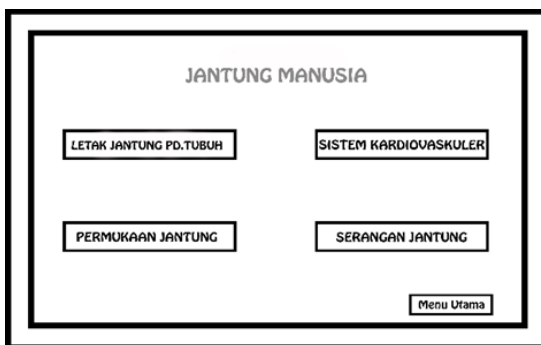 JANTUNG MANUSIA
LETAK JANTUNG PD.TUBUH
SISTEM KARDIOVASKULER
PERMUKAAN JANTUNG
SERANGAN JANTUNG
Menu Utama